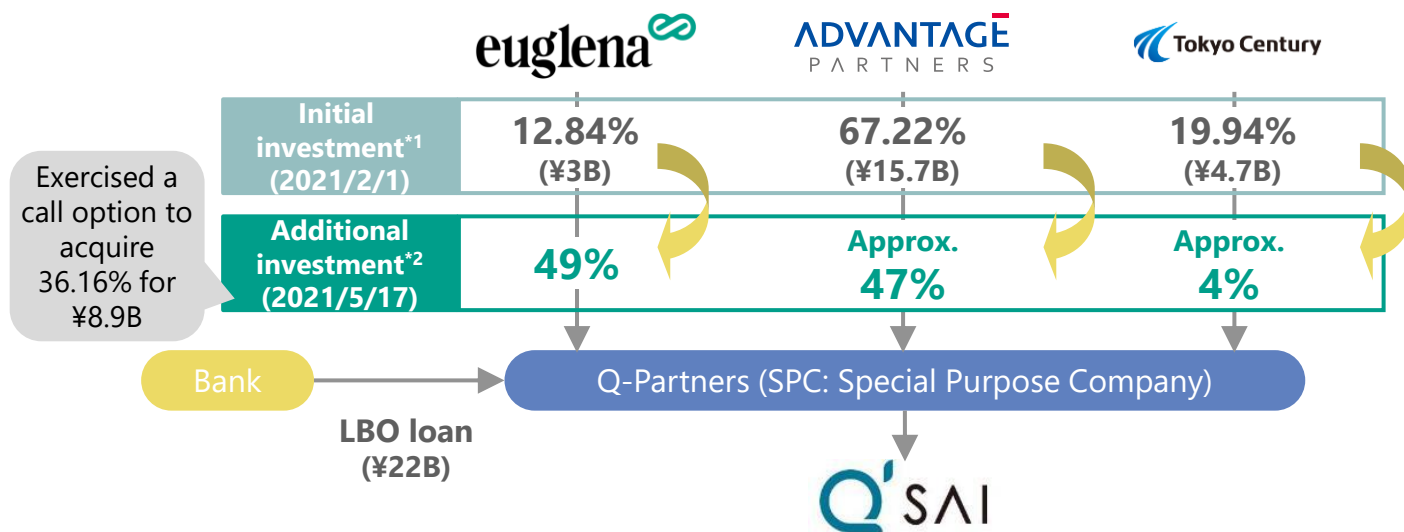 euglena
ADVANTAGE
PARTNERS
Tokyo Century
Initial
investment*1
(2021/2/1)
12.84%
(¥3B)
67.22%
(¥15.7B)
19.94%
(¥4.7B)
Exercised a
call option to
acquire
36.16% for
¥8.9B
Additional
investment*2
(2021/5/17)
49%
Approx.
47%
Approx.
4%
Bank
Q-Partners (SPC: Special Purpose Company)
LBO loan
(¥22B)
Q'SAI